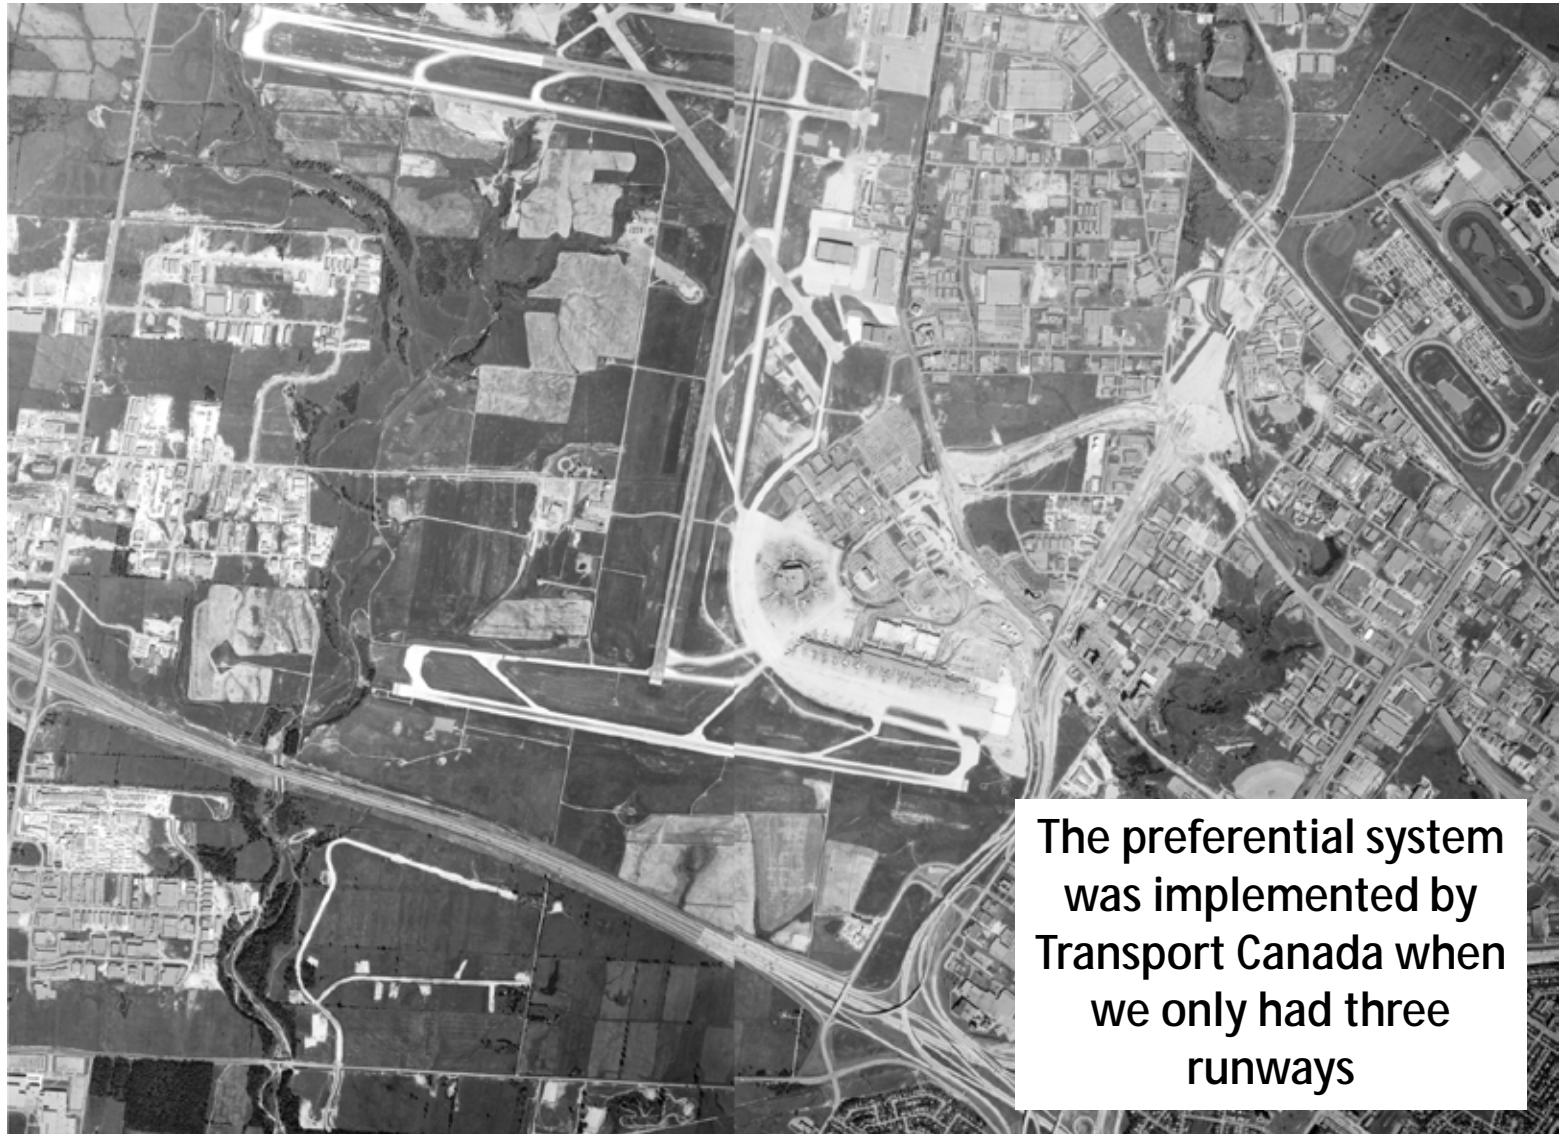 The preferential system
was implemented by
Transport Canada when
we only had three
runways